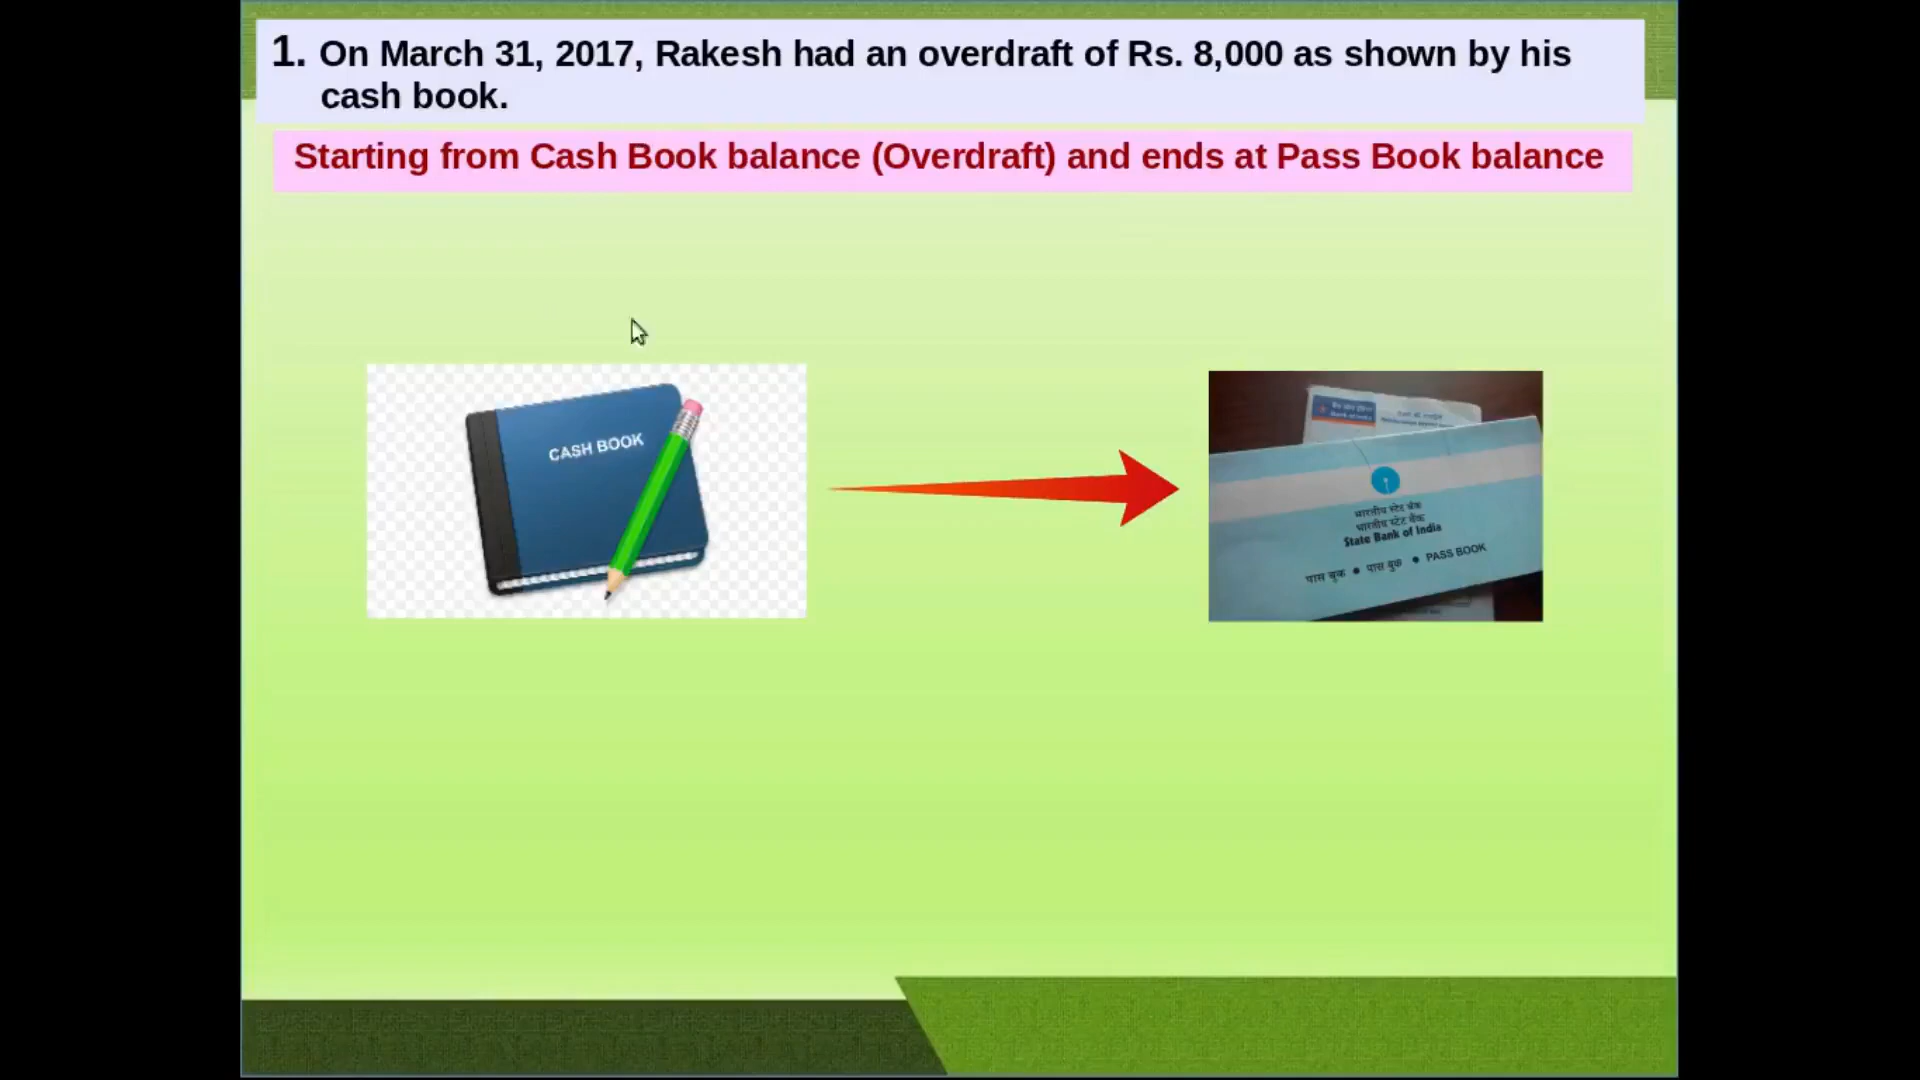 1. On March 31, 2017, Rakesh had an overdraft of Rs. 8,000 as shown by his
cash book.
Starting from Cash Book balance (Overdraft) and ends at Pass Book balance
CASH BOOK
भारतीय स्टेट बैंक
भारतीय स्टेट बैंक
State Bank of India
पास बुक • पास बुक • PASS BOOK